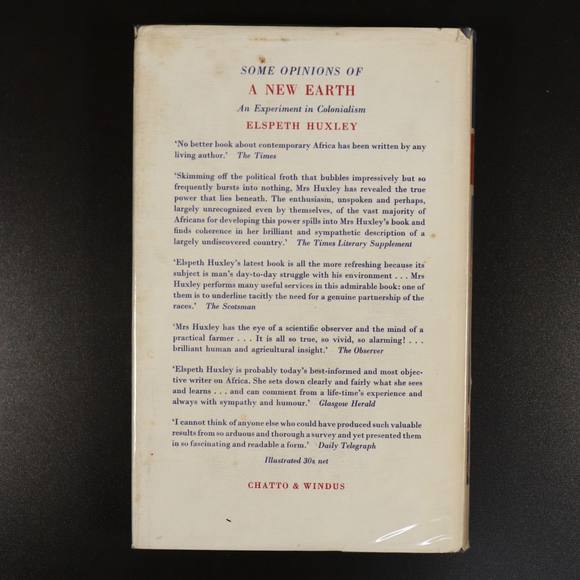 SOME OPINIONS OF
A NEW EARTH
An Experiment in Colonialism
ELSPETH HUXLEY
'No better book about contemporary Africa has been written by any
living author.' The Times
'Skimming off the political froth that bubbles impressively but so
frequently bursts into nothing, Mrs Huxley has revealed the true
power that lies beneath. The enthusiasm, unspoken and perhaps,
largely unrecognized even by themselves, of the vast majority of
Africans for developing this power spills into Mrs Huxley's book and
finds coherence in her brilliant and sympathetic description of a
largely undiscovered country.' The Times Literary Supplement
'Elspeth Huxley's latest book is all the more refreshing because its
subject is man's day-to-day struggle with his environment . . . Mrs
Huxley performs many useful services in this admirable book: one of
them is to underline tacitly the need for a genuine partnership of the
races.' The Scotsman
'Mrs Huxley has the eye of a scientific observer and the mind of a
practical farmer . . . It is all so true, so vivid, so alarming! . . .
brilliant human and agricultural insight.' The Observer
'Elspeth Huxley is probably today's best-informed and most objec-
tive writer on Africa. She sets down clearly and fairly what she sees
and learns . . . and can comment from a life-time's experience and
always with sympathy and humour.' Glasgow Herald
'I cannot think of anyone else who could have produced such valuable
results from so arduous and thorough a survey and yet presented them
in so fascinating and readable a form.' Daily Telegraph
Illustrated 30s net
CHATTO & WINDUS